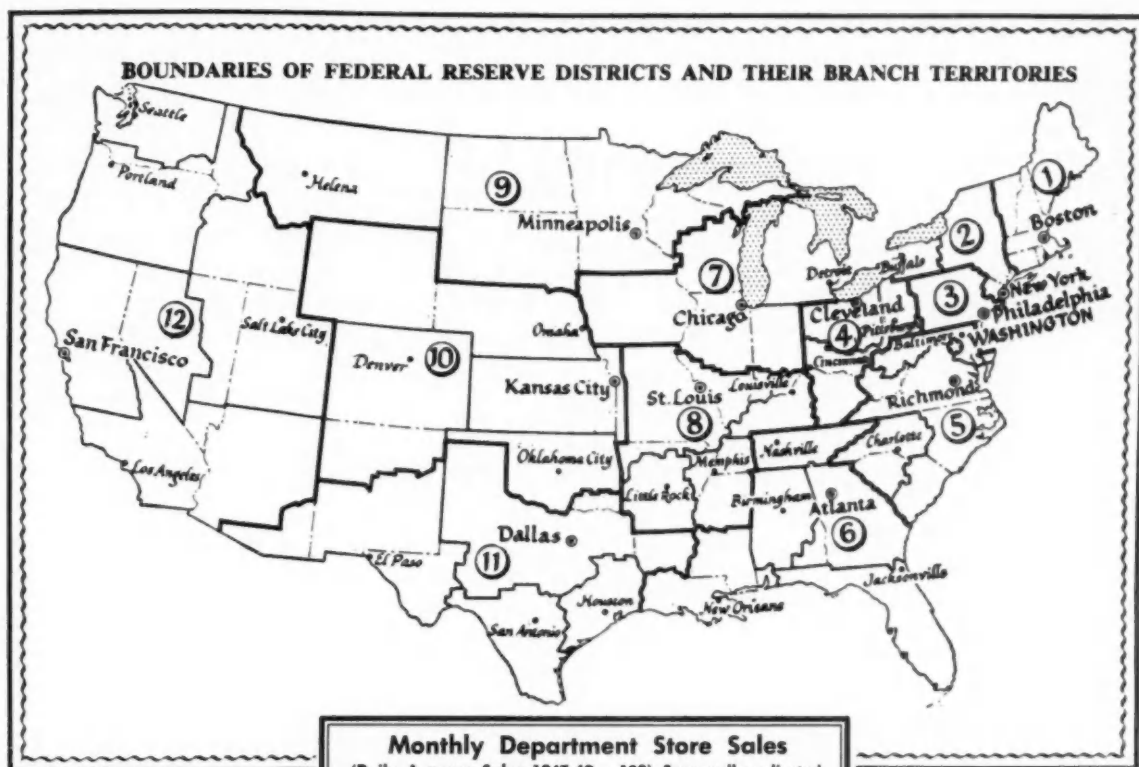 BOUNDARIES OF FEDERAL RESERVE DISTRICTS AND THEIR BRANCH TERRITORIES
Seattle
Portland
Helena
9
Minneapolis
1
Boston
2
Buffalo
Detroit
7
Chicago
New York
3
Philadelphia
Cleveland
4
Pittsburgh
Baltimore
WASHINGTON
Cincinnati
12
Salt Lake City
Omaha
San Francisco
Denver
10
Kansas City
St. Louis
Louisville
8
Richmond
5
Los Angeles
Oklahoma City
Memphis
Nashville
Charlotte
Little Rock
Birmingham
Atlanta
6
Dallas
11
El Paso
Houston
San Antonio
New Orleans
Jacksonville
Monthly Department Store Sales